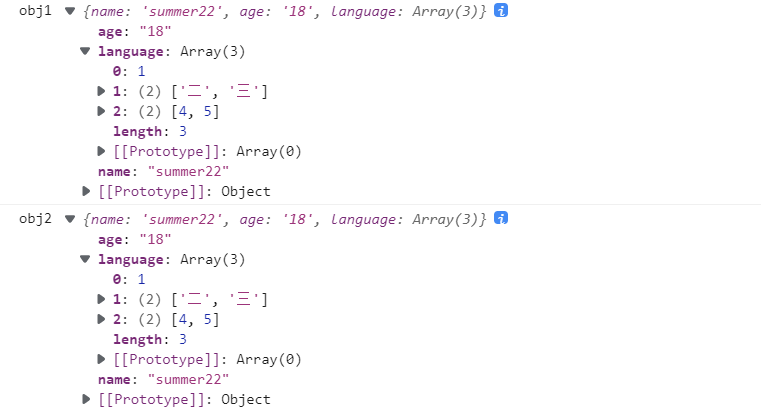 obj1 ▼ {name: 'summer22', age: '18', language: Array(3)} i
age: "18"
▼ language: Array(3)
0: 1
▶ 1: (2) ['二', '三']
▶ 2: (2) [4, 5]
length: 3
▶ [[Prototype]]: Array(0)
name: "summer22"
▶ [[Prototype]]: Object
obj2 ▼ {name: 'summer22', age: '18', language: Array(3)} i
age: "18"
▼ language: Array(3)
0: 1
▶ 1: (2) ['二', '三']
▶ 2: (2) [4, 5]
length: 3
▶ [[Prototype]]: Array(0)
name: "summer22"
▶ [[Prototype]]: Object